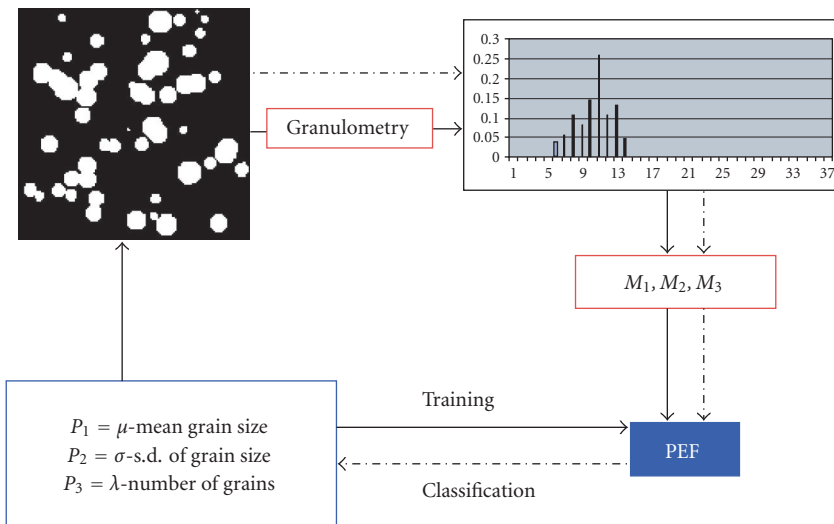 0.3
0.25
0.2
0.15
0.1
0.05
0
1 5 9 13 17 21 25 29 33 37
Granulometry
M₁, M₂, M₃
P₁ = μ-mean grain size
P₂ = σ-s.d. of grain size
P₃ = λ-number of grains
Training
PEF
Classification